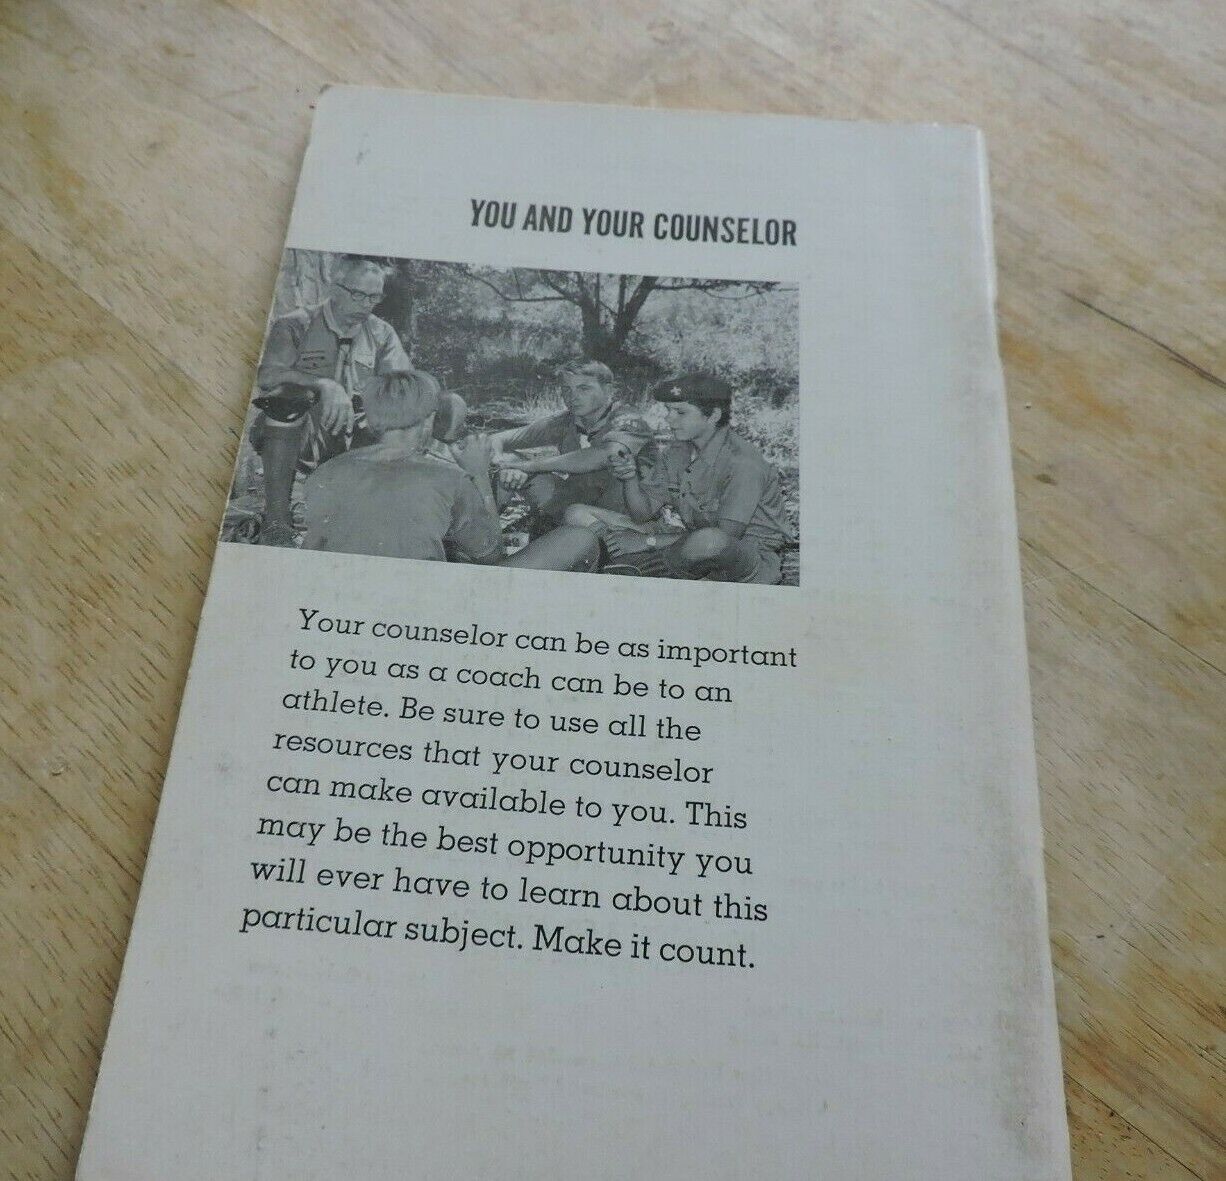 YOU AND YOUR COUNSELOR
Your counselor can be as important
to you as a coach can be to an
athlete. Be sure to use all the
resources that your counselor
can make available to you. This
may be the best opportunity you
will ever have to learn about this
particular subject. Make it count.